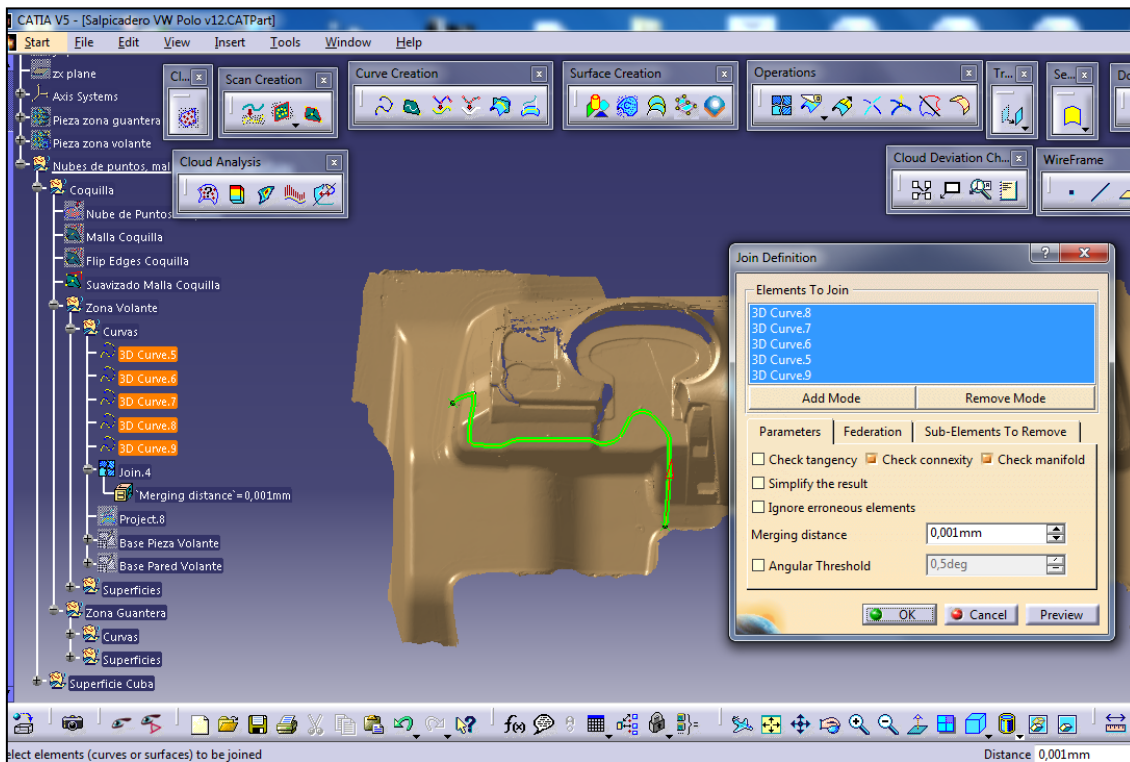 CATIA V5 - [Salpicadero VW Polo v12.CATPart]
Start File Edit View Insert Tools Window Help
zx plane
Axis Systems
Pieza zona guantera
Pieza zona volante
Nubes de puntos, mal
Coquilla
Nube de Puntos
Malla Coquilla
Flip Edges Coquilla
Suavizado Malla Coquilla
Zona Volante
Curvas
3D Curve.5
3D Curve.6
3D Curve.7
3D Curve.8
3D Curve.9
Join.4
`Merging distance`=0,001mm
Project.8
Base Pieza Volante
Base Pared Volante
Superficies
Zona Guantera
Curvas
Superficies
Superficie Cuba
Cl...
Scan Creation
Curve Creation
Surface Creation
Operations
Tr...
Se...
Do
Cloud Analysis
Cloud Deviation Ch...
WireFrame
Join Definition
Elements To Join
3D Curve.8
3D Curve.7
3D Curve.6
3D Curve.5
3D Curve.9
Add Mode Remove Mode
Parameters Federation Sub-Elements To Remove
Check tangency Check connexity Check manifold
Simplify the result
Ignore erroneous elements
Merging distance 0,001mm
Angular Threshold 0,5deg
OK Cancel Preview
f(x)
elect elements (curves or surfaces) to be joined
Distance 0,001mm